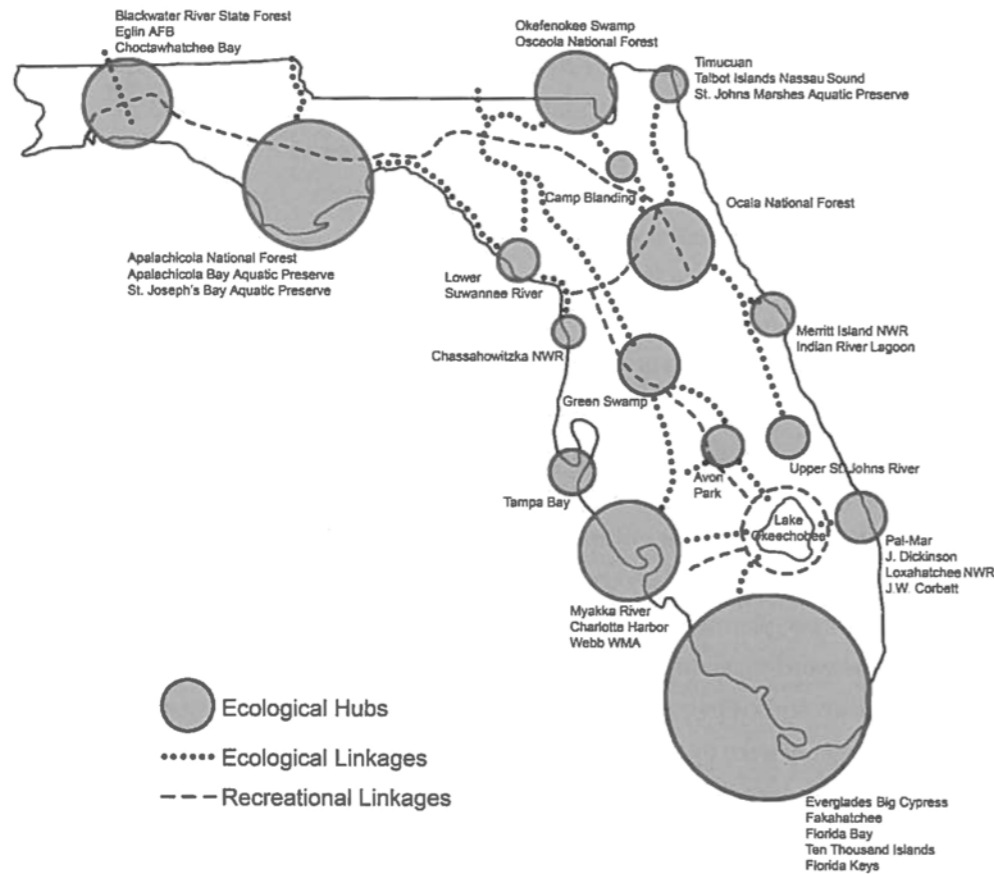 Blackwater River State Forest
Eglin AFB
Choctawhatchee Bay
Okefenokee Swamp
Osceola National Forest
Timucuan
Talbot Islands Nassau Sound
St. Johns Marshes Aquatic Preserve
Camp Blanding
Ocala National Forest
Apalachicola National Forest
Apalachicola Bay Aquatic Preserve
St. Joseph's Bay Aquatic Preserve
Lower
Suwannee River
Merritt Island NWR
Indian River Lagoon
Chassahowitzka NWR
Green Swamp
Avon
Park
Upper St. Johns River
Tampa Bay
Lake
Okeechobee
Pal-Mar
J. Dickinson
Loxahatchee NWR
J.W. Corbett
Myakka River
Charlotte Harbor
Webb WMA
Ecological Hubs
Ecological Linkages
Recreational Linkages
Everglades Big Cypress
Fakahatchee
Florida Bay
Ten Thousand Islands
Florida Keys